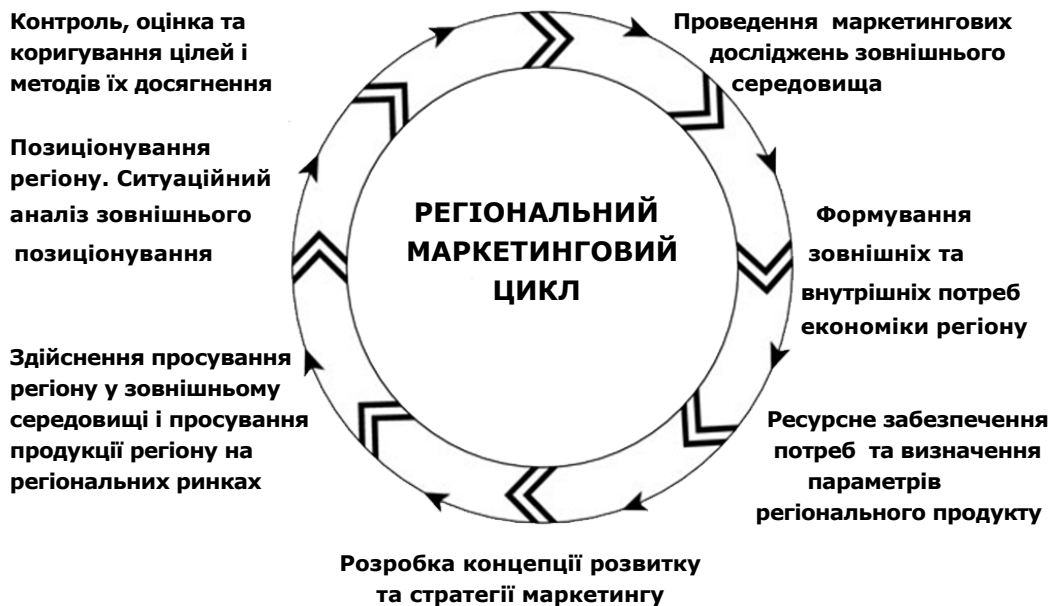 Контроль, оцінка та
коригування цілей і
методів їх досягнення
Проведення маркетингових
досліджень зовнішнього
середовища
Позиціонування
регіону. Ситуаційний
аналіз зовнішнього
позиціонування
РЕГІОНАЛЬНИЙ
МАРКЕТИНГОВИЙ
ЦИКЛ
Формування
зовнішніх та
внутрішніх потреб
економіки регіону
Здійснення просування
регіону у зовнішньому
середовищі і просування
продукції регіону на
регіональних ринках
Ресурсне забезпечення
потреб та визначення
параметрів
регіонального продукту
Розробка концепції розвитку
та стратегії маркетингу